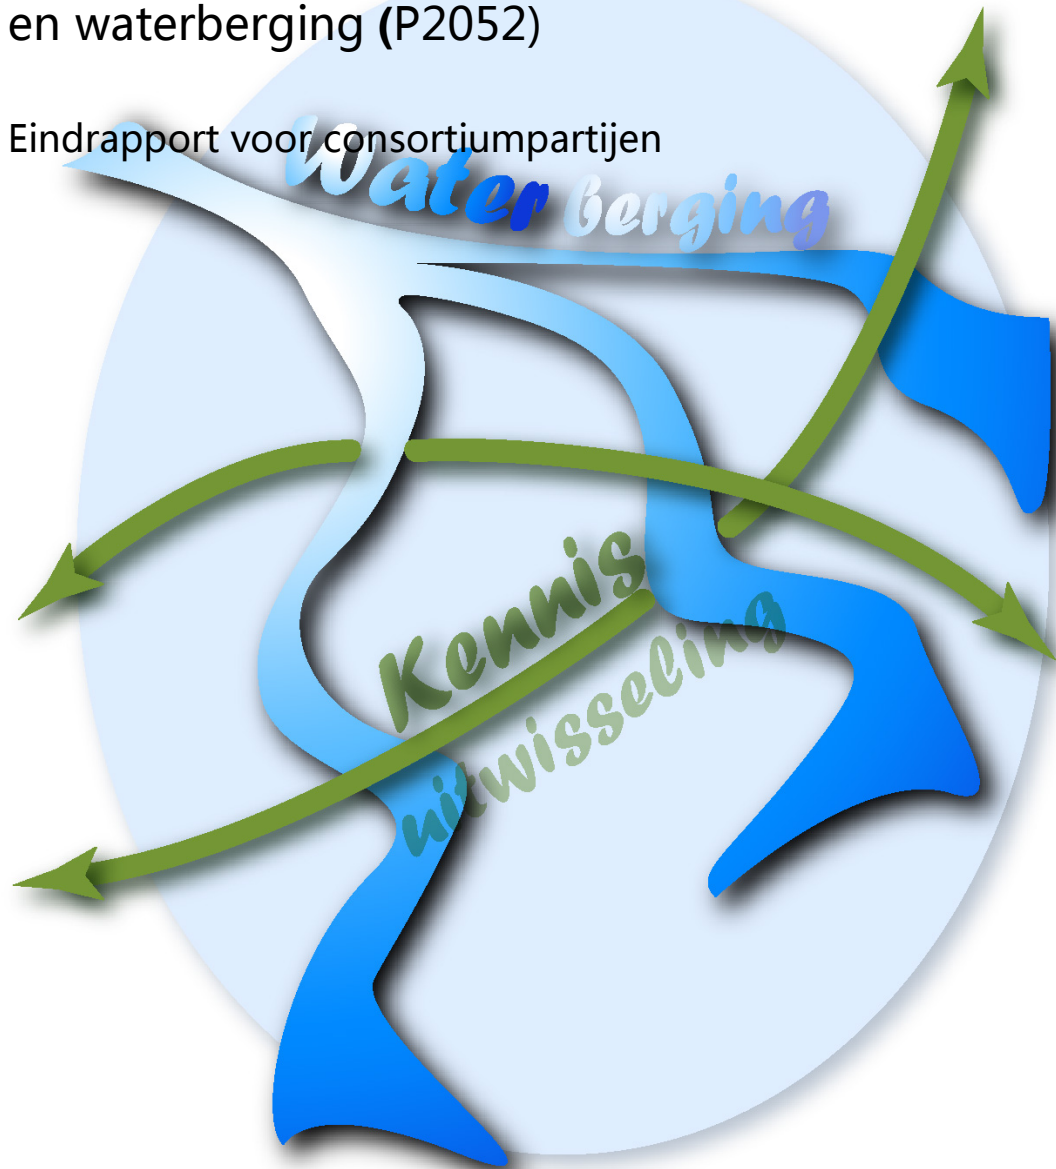 en waterberging (P2052)
Eindrapport voor consortiumpartijen
Water berging
Kennis
uitwisseling